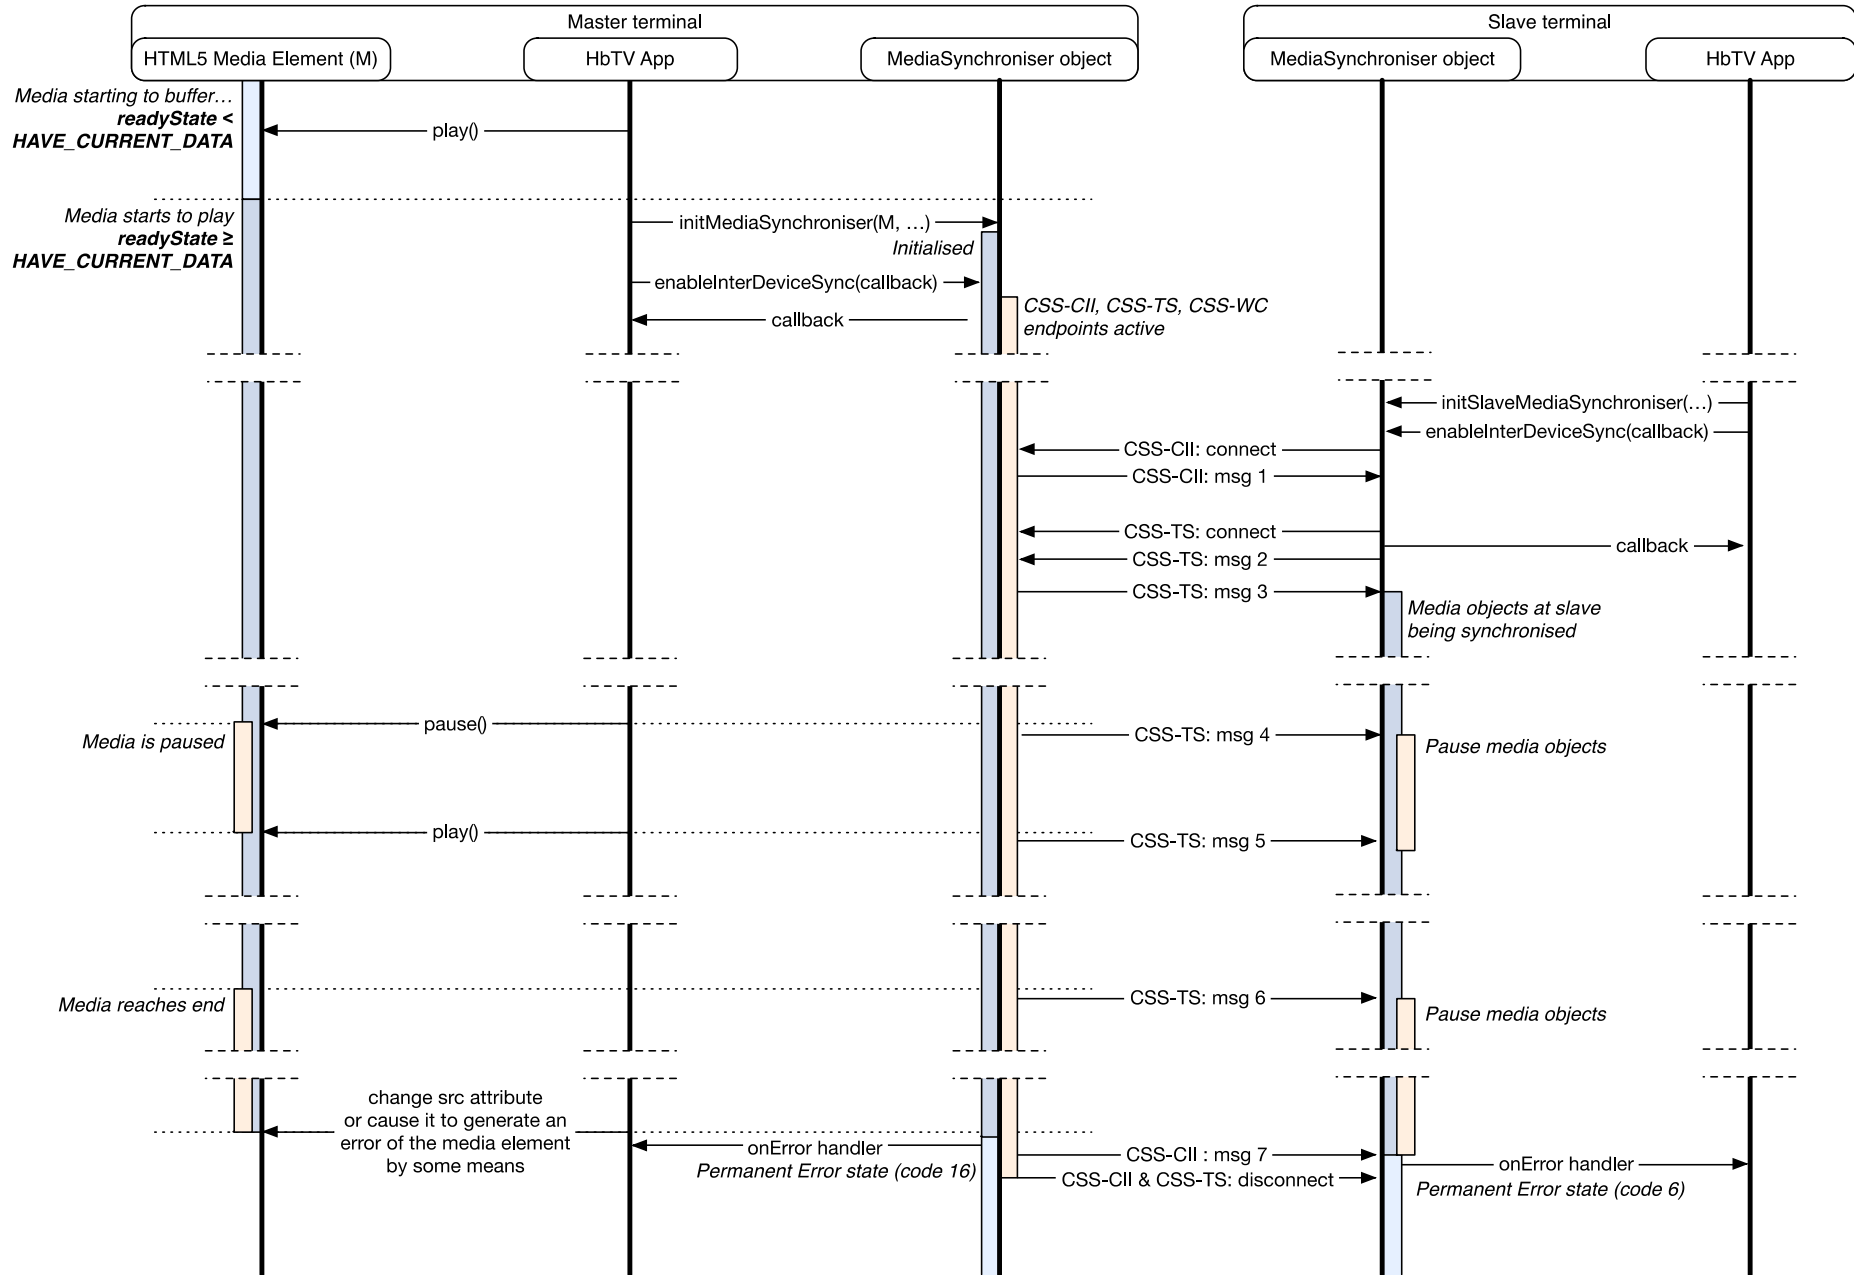 Master terminal
Slave terminal
HTML5 Media Element (M)
HbTV App
MediaSynchroniser object
MediaSynchroniser object
HbTV App
Media starting to buffer…
readyState <
HAVE_CURRENT_DATA
play()
Media starts to play
readyState ≥
HAVE_CURRENT_DATA
initMediaSynchroniser(M, …)
Initialised
enableInterDeviceSync(callback)
CSS-CII, CSS-TS, CSS-WC
endpoints active
callback
initSlaveMediaSynchroniser(…)
enableInterDeviceSync(callback)
CSS-CII: connect
CSS-CII: msg 1
CSS-TS: connect
callback
CSS-TS: msg 2
CSS-TS: msg 3
Media objects at slave
being synchronised
pause()
Media is paused
CSS-TS: msg 4
Pause media objects
play()
CSS-TS: msg 5
Media reaches end
CSS-TS: msg 6
Pause media objects
change src attribute
or cause it to generate an
error of the media element
by some means
onError handler
Permanent Error state (code 16)
CSS-CII : msg 7
CSS-CII & CSS-TS: disconnect
onError handler
Permanent Error state (code 6)